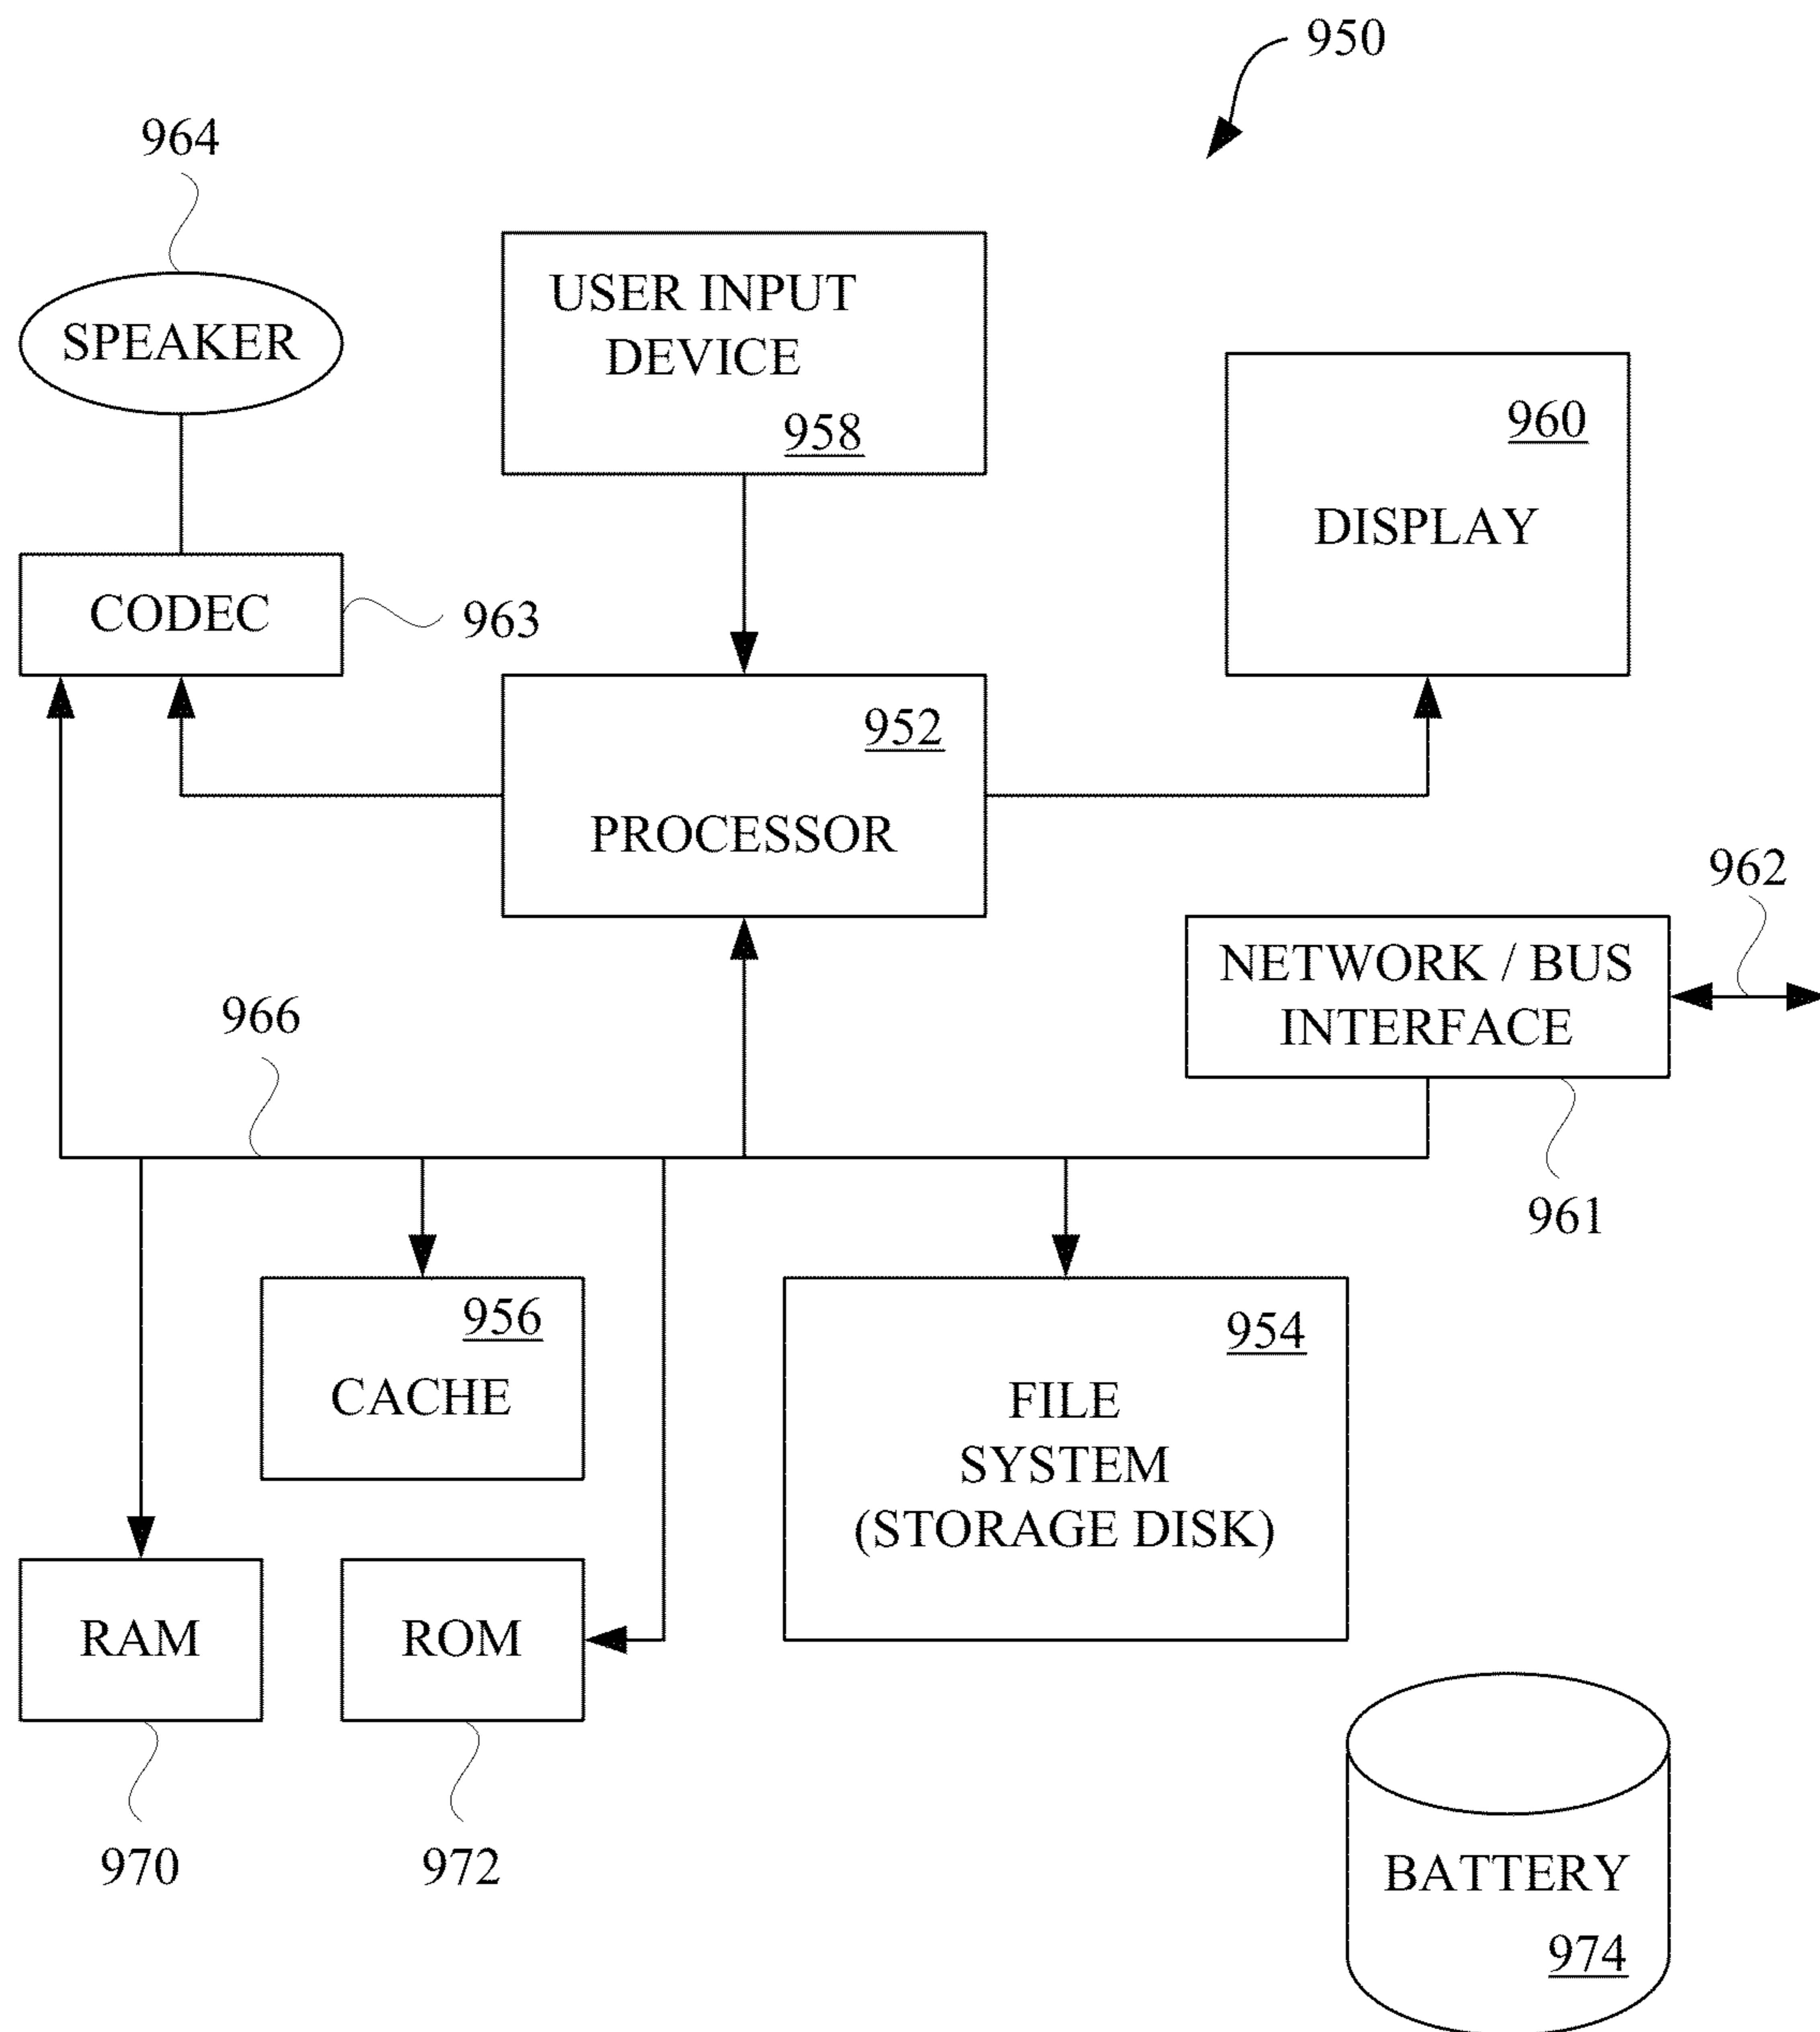 950
964
SPEAKER
USER INPUT
DEVICE
958
960
DISPLAY
CODEC
963
952
PROCESSOR
962
NETWORK / BUS
INTERFACE
966
961
956
CACHE
954
FILE
SYSTEM
(STORAGE DISK)
RAM
ROM
970
972
BATTERY
974